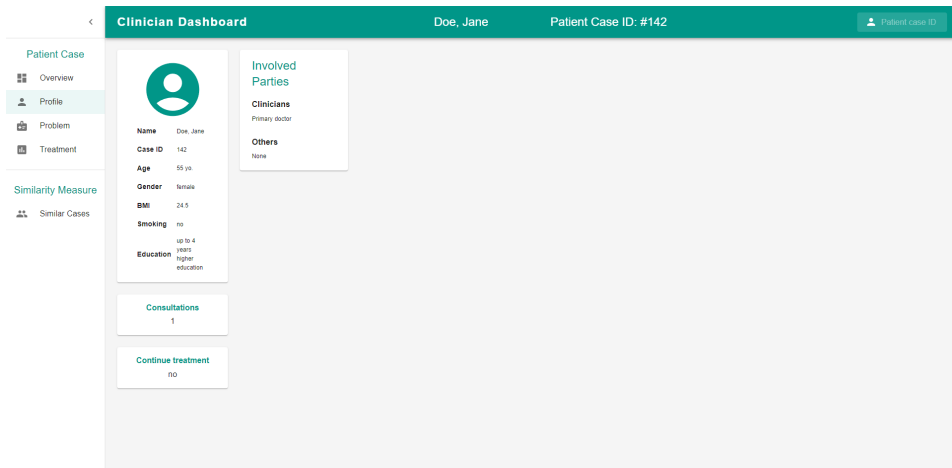 Clinician Dashboard
Doe, Jane
Patient Case ID: #142
Patient case ID
Patient Case
Overview
Profile
Problem
Treatment
Similarity Measure
Similar Cases
Name Doe, Jane
Case ID 142
Age 55 yo.
Gender female
BMI 24.5
Smoking no
Education up to 4
years
higher
education
Consultations
1
Continue treatment
no
Involved
Parties
Clinicians
Primary doctor
Others
None